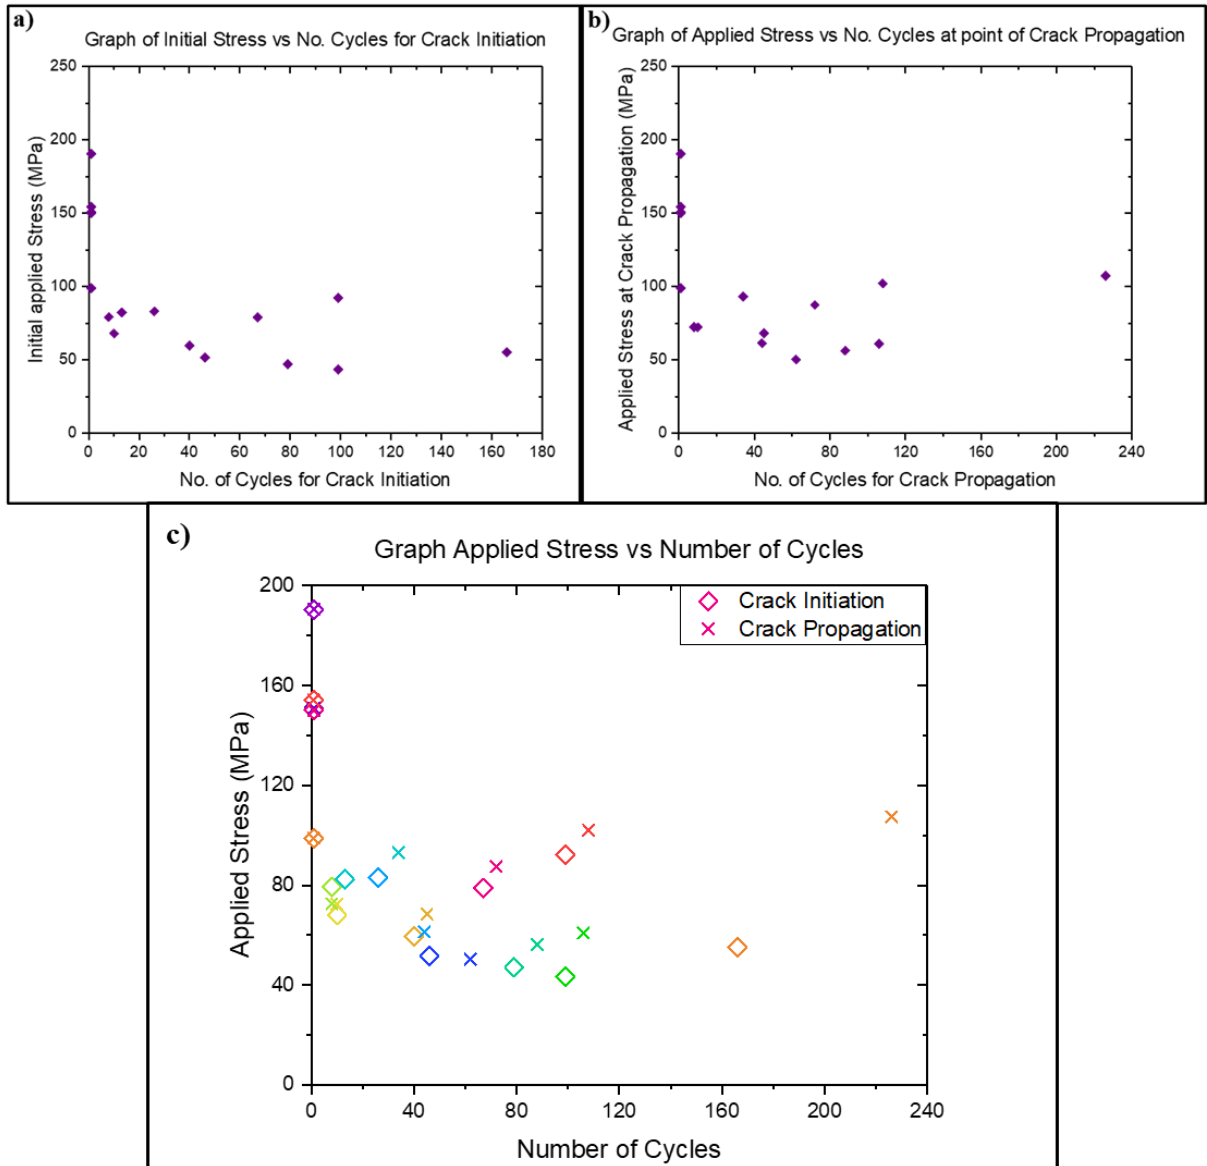 a)
Graph of Initial Stress vs No. Cycles for Crack Initiation
250
200
150
100
50
0
Initial applied Stress (MPa)
0 20 40 60 80 100 120 140 160 180
No. of Cycles for Crack Initiation
b)
Graph of Applied Stress vs No. Cycles at point of Crack Propagation
250
200
150
100
50
0
Applied Stress at Crack Propagation (MPa)
0 40 80 120 160 200 240
No. of Cycles for Crack Propagation
c)
Graph Applied Stress vs Number of Cycles
Crack Initiation
Crack Propagation
200
160
120
80
40
0
Applied Stress (MPa)
0 40 80 120 160 200 240
Number of Cycles